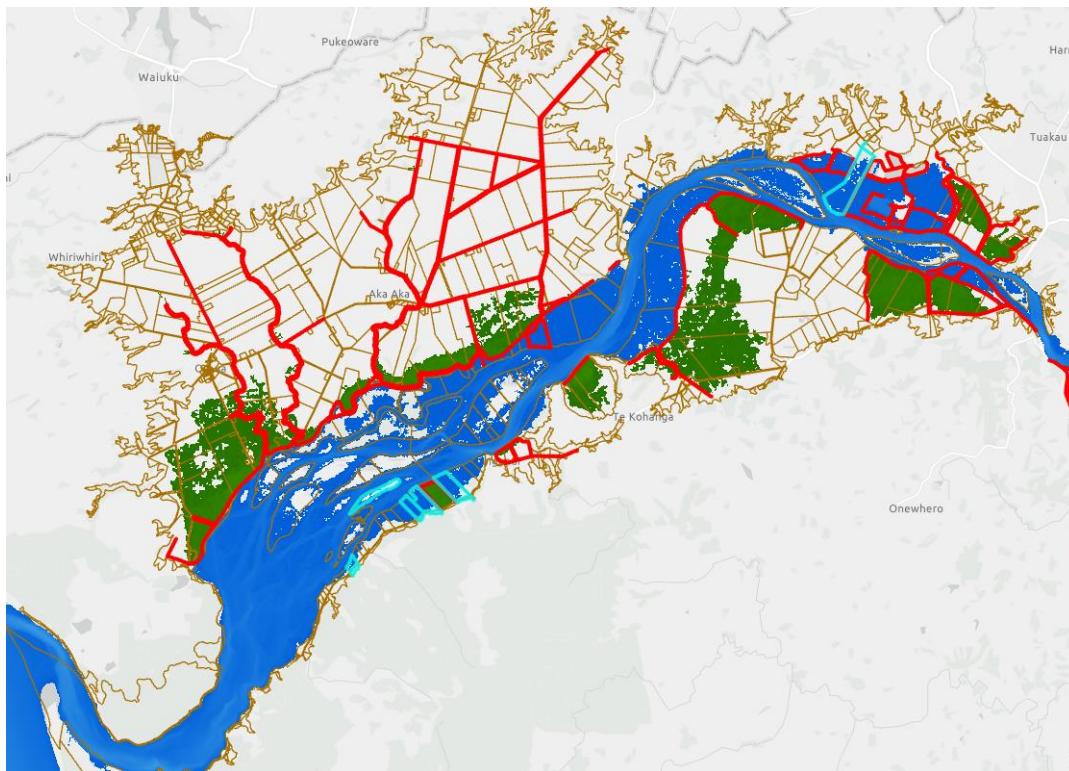 Pukeoware
Waiuku
Tuakau
Whiriwhiri
Aka Aka
Te Kohanga
Onewhero